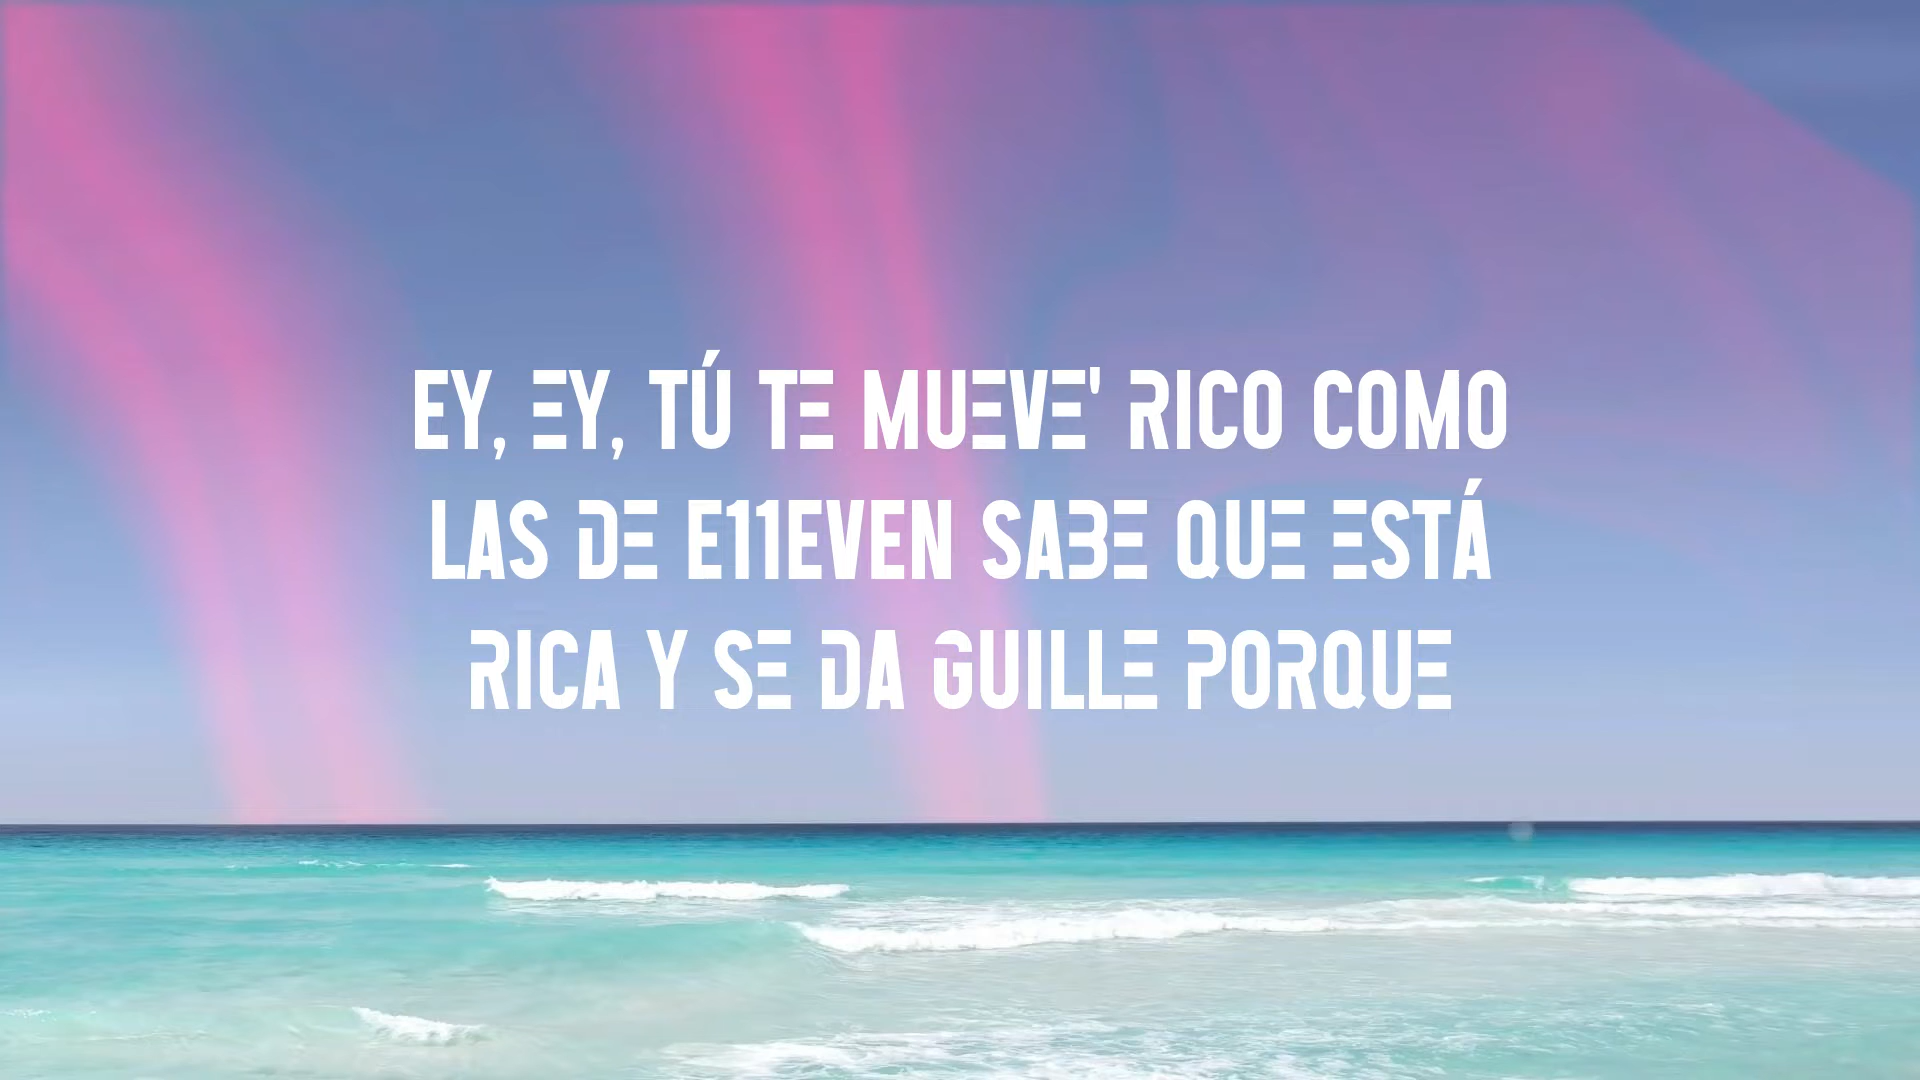 EY, EY, TÚ TE MUEVE' RICO COMO
LAS DE E11EVEN SABE QUE ESTÁ
RICA Y SE DA GUILLE PORQUE